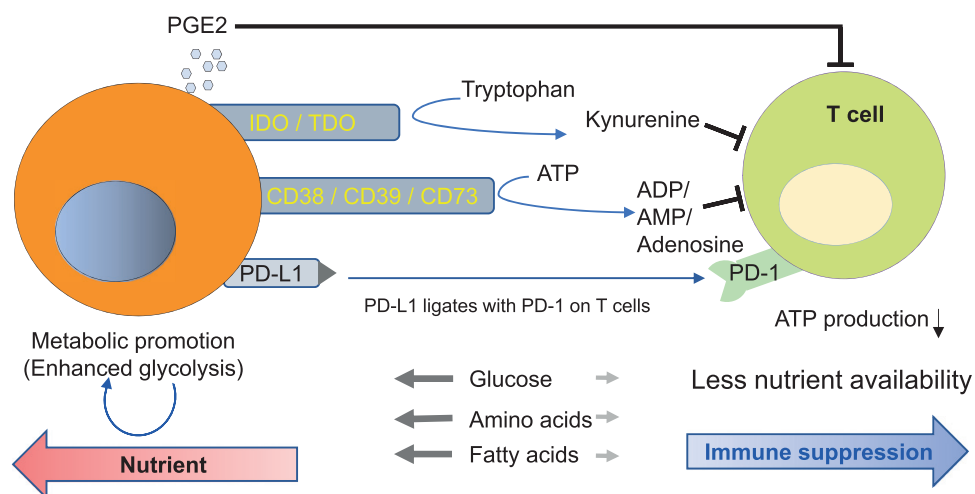 PGE2
IDO / TDO
Tryptophan
Kynurenine
T cell
CD38 / CD39 / CD73
ATP
ADP/
AMP/
Adenosine
PD-L1
PD-1
PD-L1 ligates with PD-1 on T cells
ATP production
Metabolic promotion
(Enhanced glycolysis)
Glucose
Amino acids
Fatty acids
Less nutrient availability
Nutrient
Immune suppression